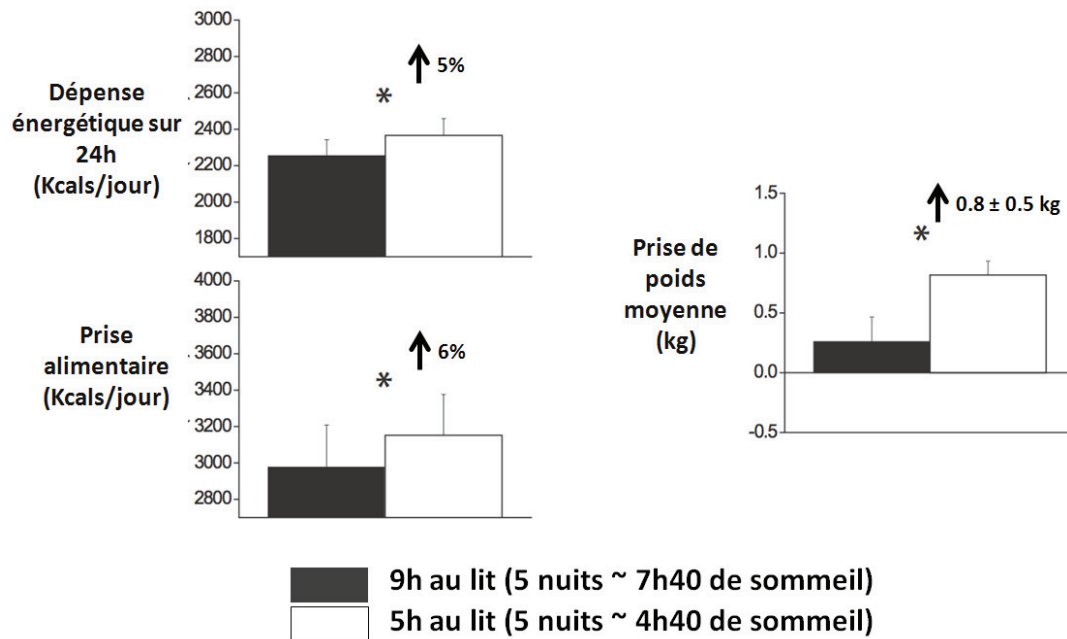 Dépense
énergétique sur
24h
(Kcals/jour)
3000
2800
2600
2400
2200
2000
1800
5%
*
Prise
alimentaire
(Kcals/jour)
4000
3800
3600
3400
3200
3000
2800
6%
*
Prise de
poids
moyenne
(kg)
1.5
1.0
0.5
0.0
-0.5
0.8 ± 0.5 kg
*
9h au lit (5 nuits ~ 7h40 de sommeil)
5h au lit (5 nuits ~ 4h40 de sommeil)